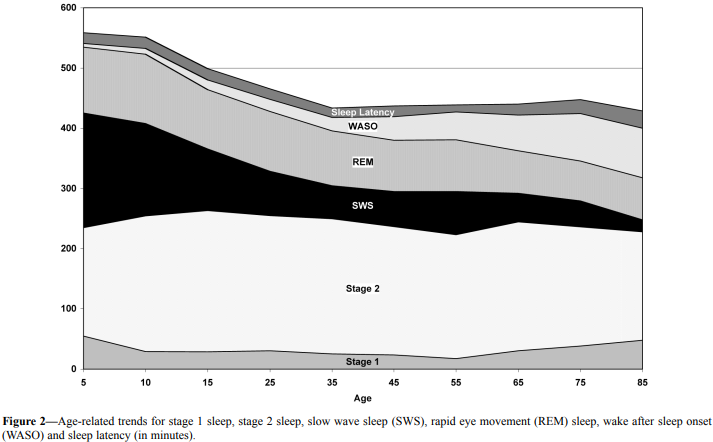 600
500
400
300
200
100
0
Sleep Latency
WASO
REM
SWS
Stage 2
Stage 1
5 10 15 25 35 45 55 65 75 85
Age
Figure 2—Age-related trends for stage 1 sleep, stage 2 sleep, slow wave sleep (SWS), rapid eye movement (REM) sleep, wake after sleep onset
(WASO) and sleep latency (in minutes).